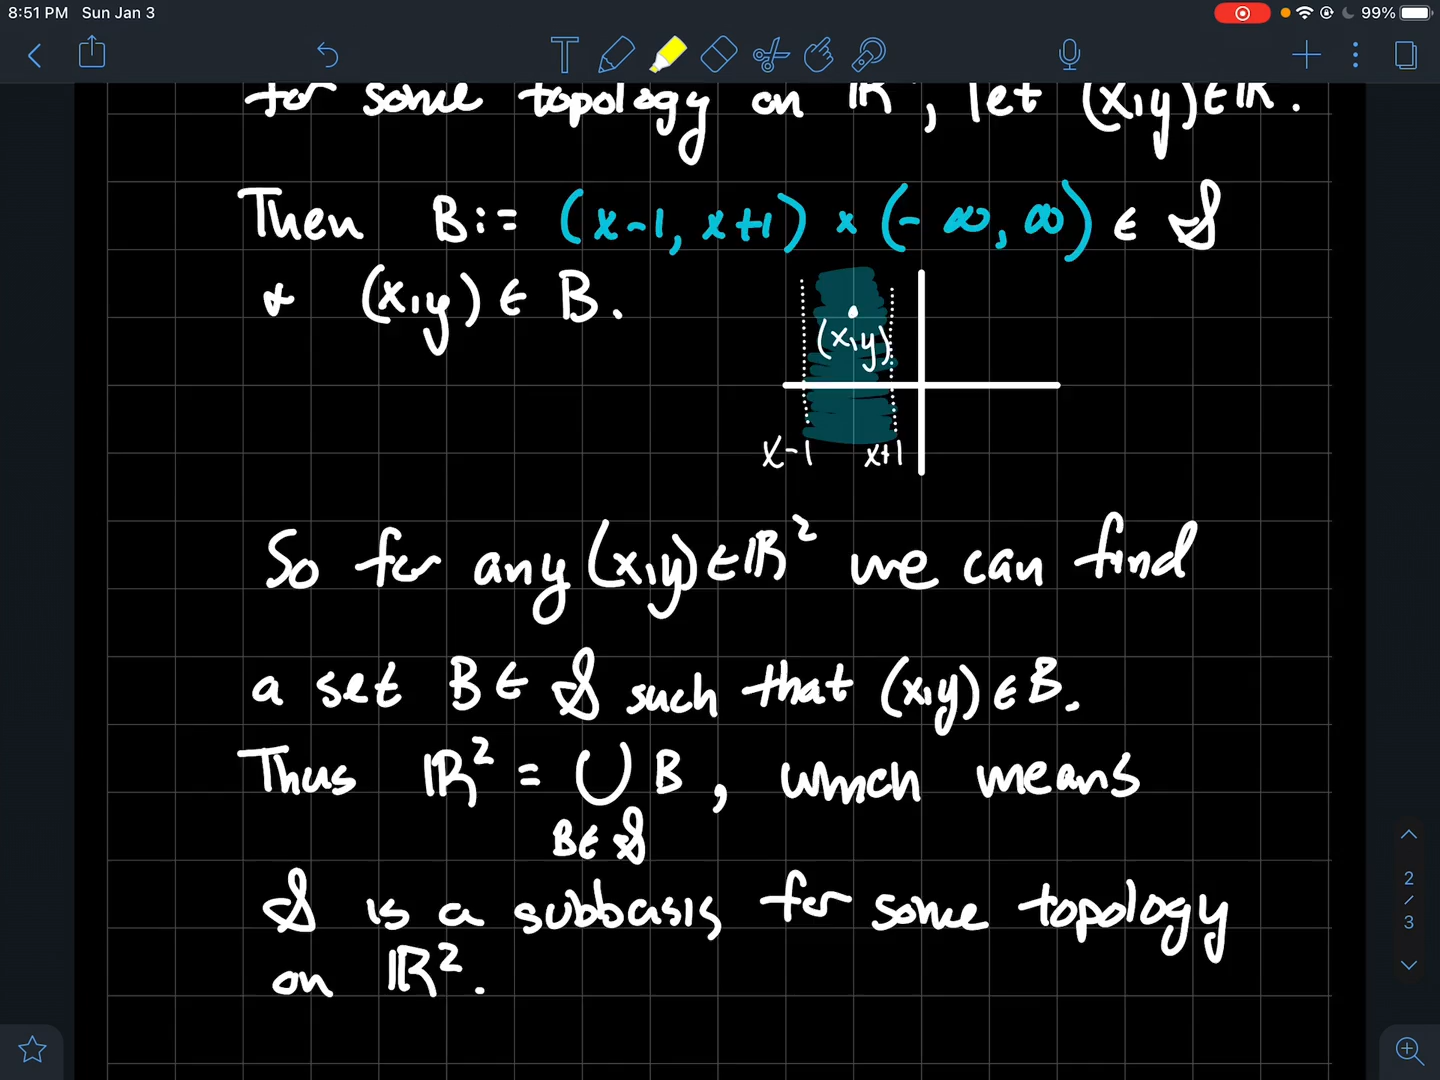 8:51 PM Sun Jan 3
99%
for some topology on ℝ², let (x,y)∈ℝ².
Then B:= (x-1, x+1) × (-∞, ∞) ∈ 𝒮
& (x,y) ∈ B.
(x,y)
x-1 x+1
So for any (x,y)∈ℝ² we can find
a set B∈ 𝒮 such that (x,y)∈B.
Thus ℝ² = ∪ B, which means
B∈ 𝒮
𝒮 is a subbasis for some topology
on ℝ².
2
/
3